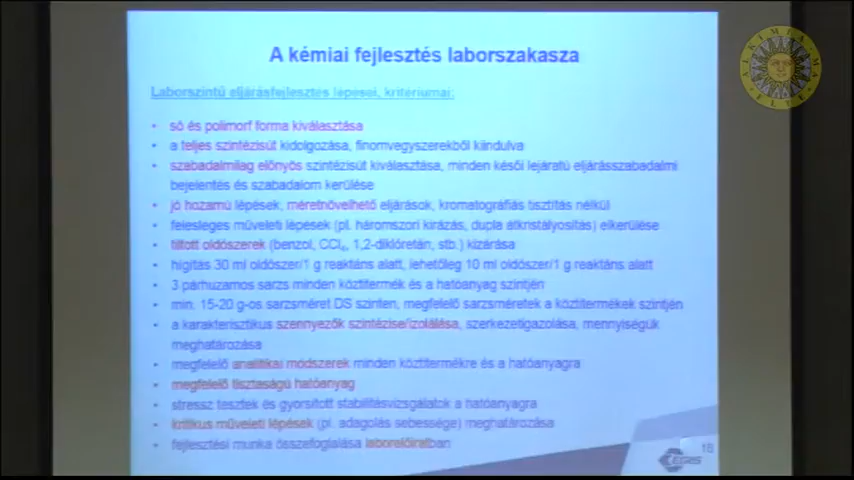 A kémiai fejlesztés laborszakasza
Laborszintű eljárásfejlesztés lépései, kritériumai:
• só és polimorf forma kiválasztása
• a teljes szintézisút kidolgozása, finomvegyszerekből kiindulva
• szabadalmilag előnyös szintézisút kiválasztása, minden késői lejáratú eljárásszabadalmi
bejelentés és szabadalom kerülése
• jó hozamú lépések, méretnövelhető eljárások, kromatográfiás tisztítás nélkül
• felesleges műveleti lépések (pl. háromszori kirázás, dupla átkristályosítás) elkerülése
• tiltott oldószerek (benzol, CCl₄, 1,2-diklóretán, stb.) kizárása
• hígítás 30 ml oldószer/1 g reaktáns alatt, lehetőleg 10 ml oldószer/1 g reaktáns alatt
• 3 párhuzamos sarzs minden köztitermék és a hatóanyag szintjén
• min. 15-20 g-os sarzsméret DS szinten, megfelelő sarzsméretek a köztitermékek szintjén
• a karakterisztikus szennyezők szintézise/izolálása, szerkezetigazolása, mennyiségük
meghatározása
• megfelelő analitikai módszerek minden köztitermékre és a hatóanyagra
• megfelelő tisztaságú hatóanyag
• stressz tesztek és gyorsított stabilitásvizsgálatok a hatóanyagra
• kritikus műveleti lépések (pl. adagolás sebessége) meghatározása
• fejlesztési munka összefoglalása laborelőiratban
EGIS
18
ALKÍMIA MA
ELTE